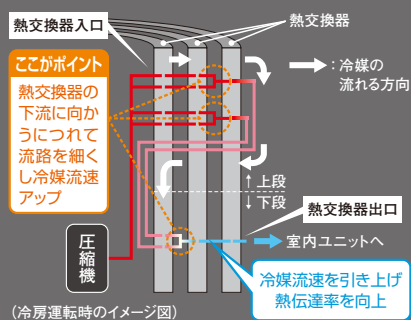 熱交換器入口
熱交換器
ここがポイント
熱交換器の
下流に向か
うにつれて
流路を細く
し冷媒流速
アップ
:冷媒の
流れる方向
↑上段
↓下段
熱交換器出口
圧縮機
室内ユニットへ
冷媒流速を引き上げ
熱伝達率を向上
(冷房運転時のイメージ図)